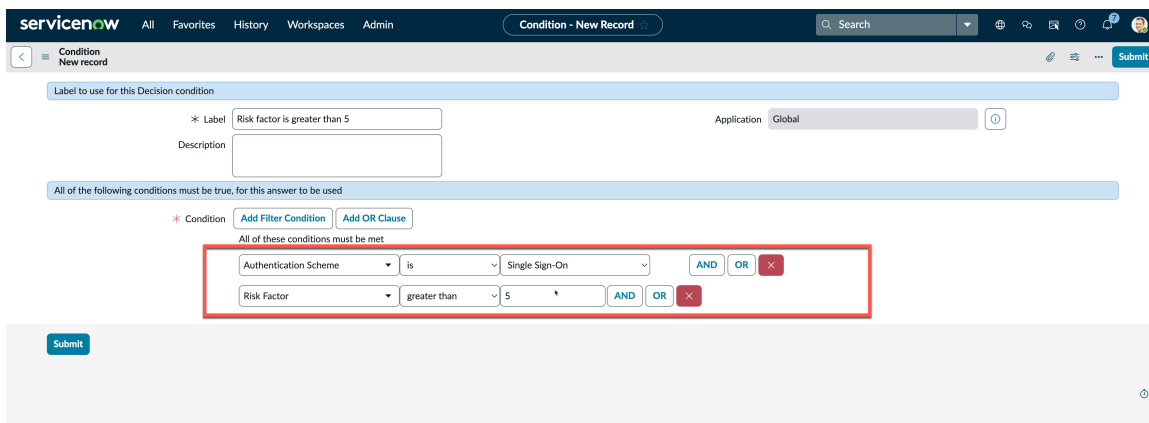 servicenow All Favorites History Workspaces Admin Condition - New Record Search 7
Condition
New record
Submit
Label to use for this Decision condition
Label Risk factor is greater than 5 Application Global
Description
All of the following conditions must be true, for this answer to be used
Condition Add Filter Condition Add OR Clause
All of these conditions must be met
Authentication Scheme is Single Sign-On AND OR
Risk Factor greater than 5 AND OR
Submit